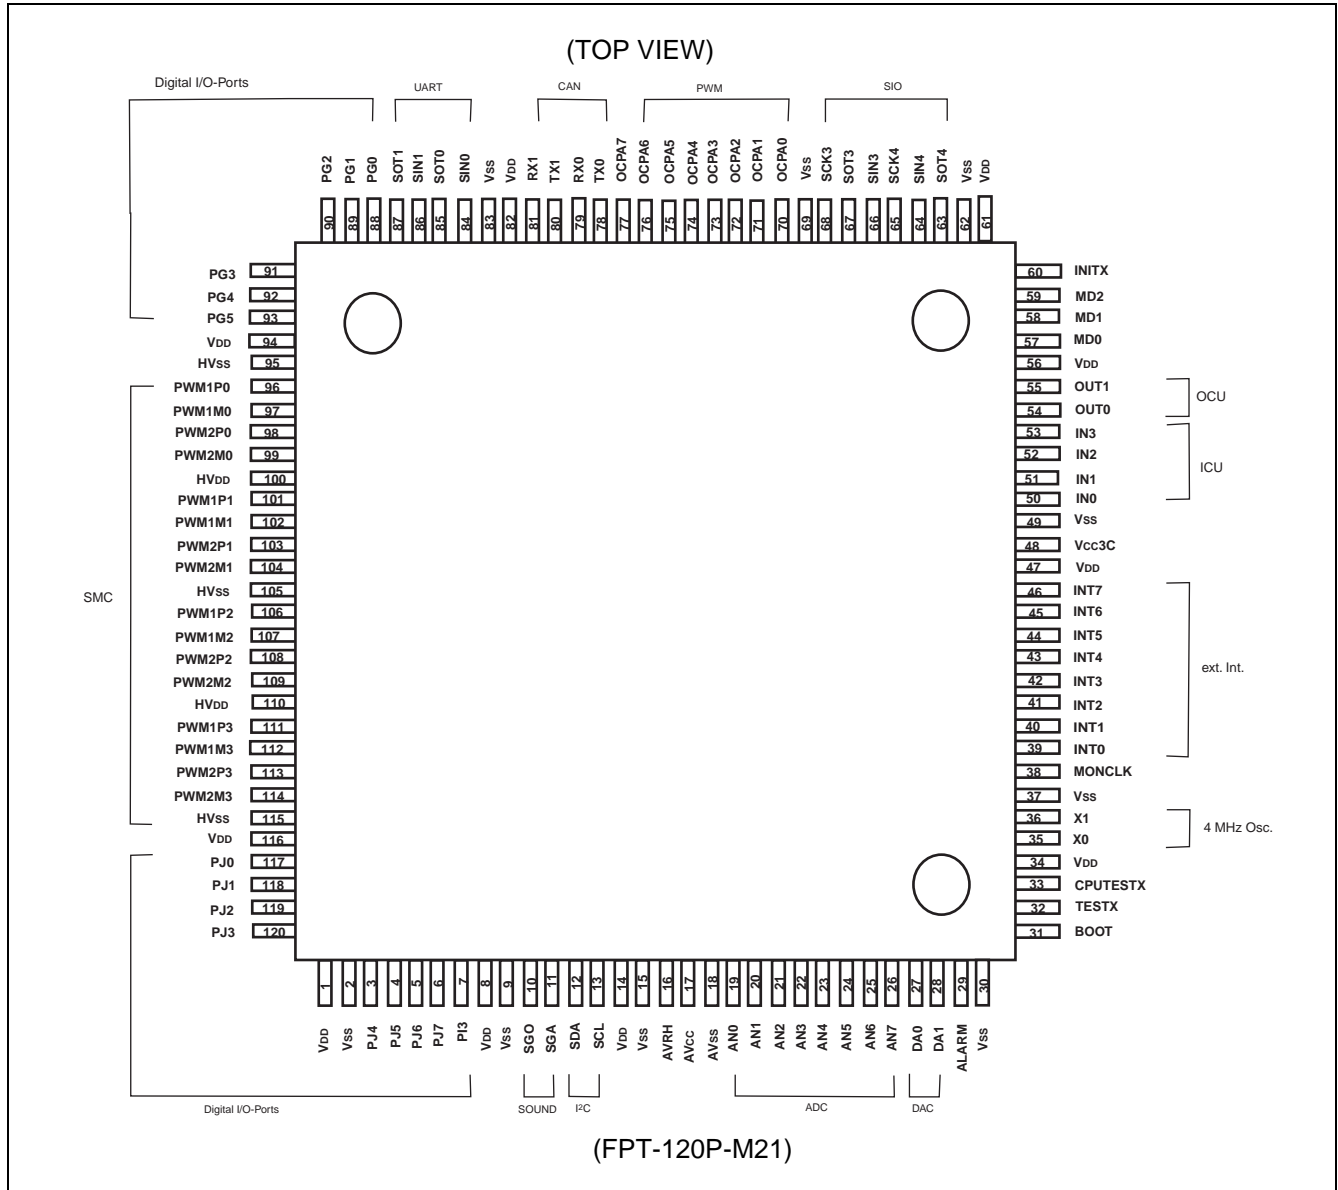 (TOP VIEW)
Digital I/O-Ports
UART
CAN
PWM
SIO
PG2 PG1 PG0 SOT1 SIN1 SOT0 SIN0 VSS VDD RX1 TX1 RX0 TX0 OCPA7 OCPA6 OCPA5 OCPA4 OCPA3 OCPA2 OCPA1 OCPA0 VSS SCK3 SOT3 SIN3 SCK4 SIN4 SOT4 VSS VDD
90 89 88 87 86 85 84 83 82 81 80 79 78 77 76 75 74 73 72 71 70 69 68 67 66 65 64 63 62 61
PG3 91
PG4 92
PG5 93
VDD 94
HVSS 95
PWM1P0 96
PWM1M0 97
PWM2P0 98
PWM2M0 99
HVDD 100
PWM1P1 101
PWM1M1 102
PWM2P1 103
PWM2M1 104
SMC
HVSS 105
PWM1P2 106
PWM1M2 107
PWM2P2 108
PWM2M2 109
HVDD 110
PWM1P3 111
PWM1M3 112
PWM2P3 113
PWM2M3 114
HVSS 115
VDD 116
PJ0 117
PJ1 118
PJ2 119
PJ3 120
60 INITX
59 MD2
58 MD1
57 MD0
56 VDD
55 OUT1
OCU
54 OUT0
53 IN3
52 IN2
ICU
51 IN1
50 IN0
49 VSS
48 VCC3C
47 VDD
46 INT7
45 INT6
44 INT5
43 INT4
ext. Int.
42 INT3
41 INT2
40 INT1
39 INT0
38 MONCLK
37 VSS
36 X1
4 MHz Osc.
35 X0
34 VDD
33 CPUTESTX
32 TESTX
31 BOOT
1 2 3 4 5 6 7 8 9 10 11 12 13 14 15 16 17 18 19 20 21 22 23 24 25 26 27 28 29 30
VDD VSS PJ4 PJ5 PJ6 PJ7 PI3 VDD VSS SGO SGA SDA SCL VDD VSS AVRH AVCC AVSS AN0 AN1 AN2 AN3 AN4 AN5 AN6 AN7 DA0 DA1 ALARM VSS
Digital I/O-Ports
SOUND
I²C
ADC
DAC
(FPT-120P-M21)